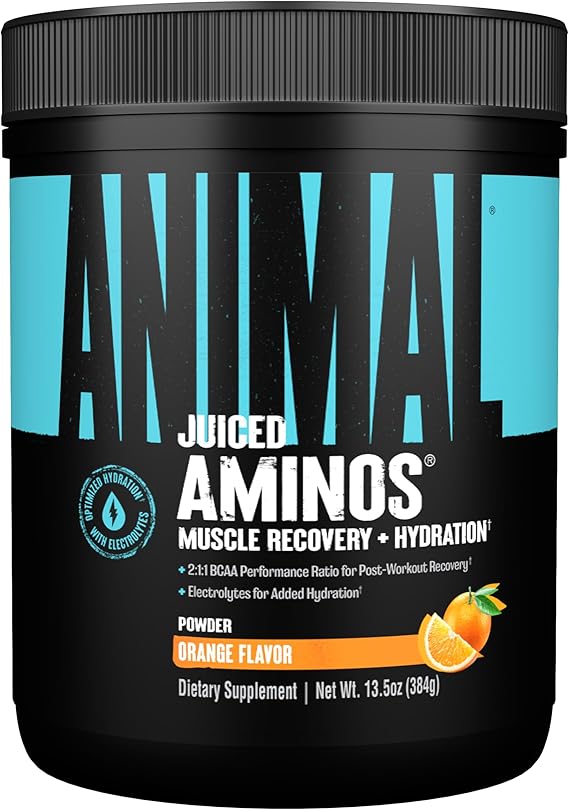 ANIMAL®
JUICED
AMINOS®
MUSCLE RECOVERY + HYDRATION†
OPTIMIZED HYDRATION†
WITH ELECTROLYTES
+ 2:1:1 BCAA Performance Ratio for Post-Workout Recovery†
+ Electrolytes for Added Hydration†
POWDER
ORANGE FLAVOR
Dietary Supplement | Net Wt. 13.5oz (384g)